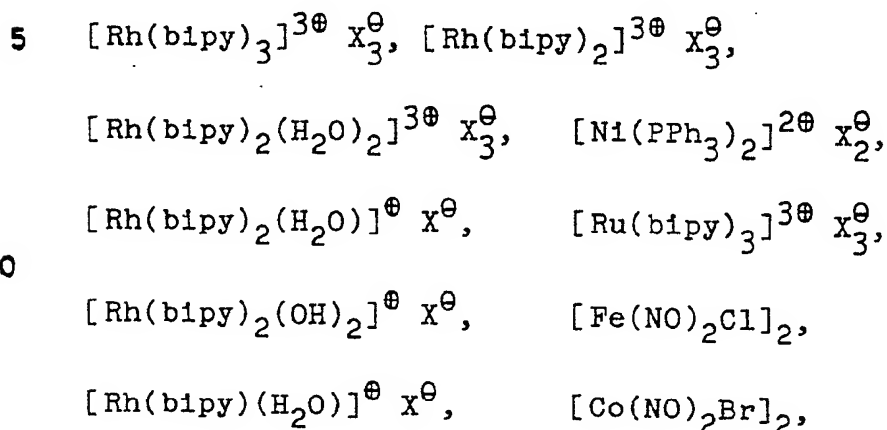 5 [Rh(bipy)₃]³⊕ X₃⊖, [Rh(bipy)₂]³⊕ X₃⊖,
[Rh(bipy)₂(H₂O)₂]³⊕ X₃⊖, [Ni(PPh₃)₂]²⊕ X₂⊖,
[Rh(bipy)₂(H₂O)]⊕ X⊖, [Ru(bipy)₃]³⊕ X₃⊖,
0
[Rh(bipy)₂(OH)₂]⊕ X⊖, [Fe(NO)₂Cl]₂,
[Rh(bipy)(H₂O)]⊕ X⊖, [Co(NO)₂Br]₂,